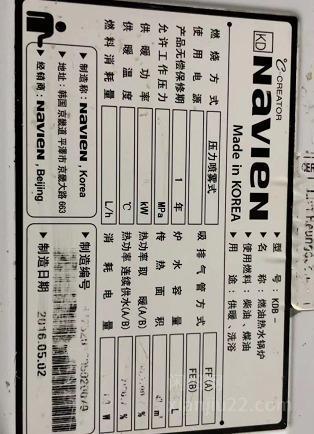 KD NAVIEN
e CREATOR
Made in KOREA
型 号: KDB -
名 称: 燃油热水锅炉
使用燃料: 柴油、煤油
用 途: 供暖、洗浴
燃 烧 方 式 压力喷雾式
吸 排 气 管 方 式 FF(A)
FE(B)
使 用 电 源
产品无偿保修期 1 年
炉 水 容 量 L
允许工作压力 MPa
传 热 面 积 ㎡
供 暖 功 率 kW
热功率 取 暖(A/B)
供 暖 温 度 ℃
热功率 连续供水(A/B)
燃 料 消 耗 量 L/h
消 耗 电 量 W
制造商: NAVIEN, Korea
地址: 韩国 京畿道 平泽市 京畿大路 663
经销商: NAVIEN, Beijing
制造编号
制造日期 2016.05.02